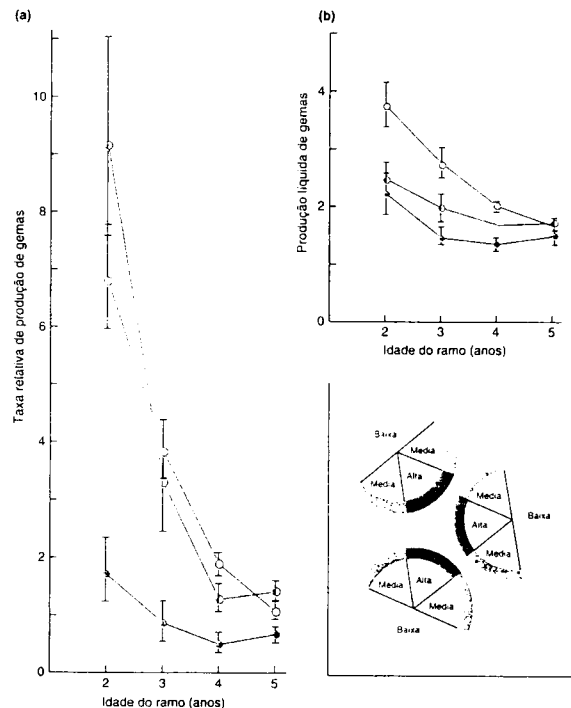 (a)
Taxa relativa de produção de gemas
10
8
6
4
2
0
2 3 4 5
Idade do ramo (anos)
(b)
Produção líquida de gemas
4
2
0
2 3 4 5
Idade do ramo (anos)
Baixa
Media
Alta
Media
Media
Alta
Baixa
Media
Media
Alta
Media
Baixa